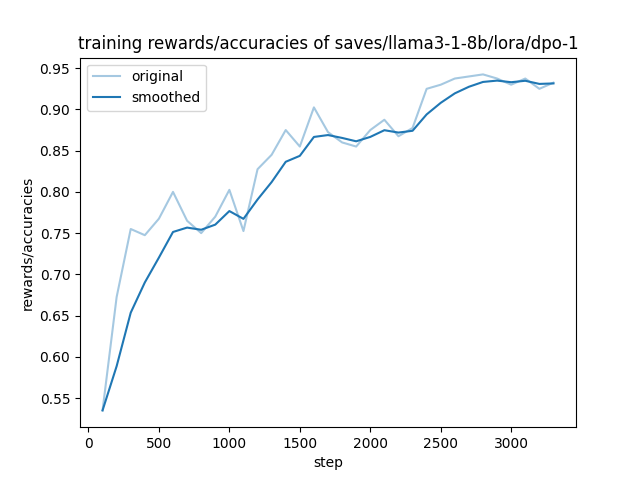 training rewards/accuracies of saves/llama3-1-8b/lora/dpo-1
original
smoothed
0.95
0.90
0.85
0.80
0.75
0.70
0.65
0.60
0.55
rewards/accuracies
0 500 1000 1500 2000 2500 3000
step